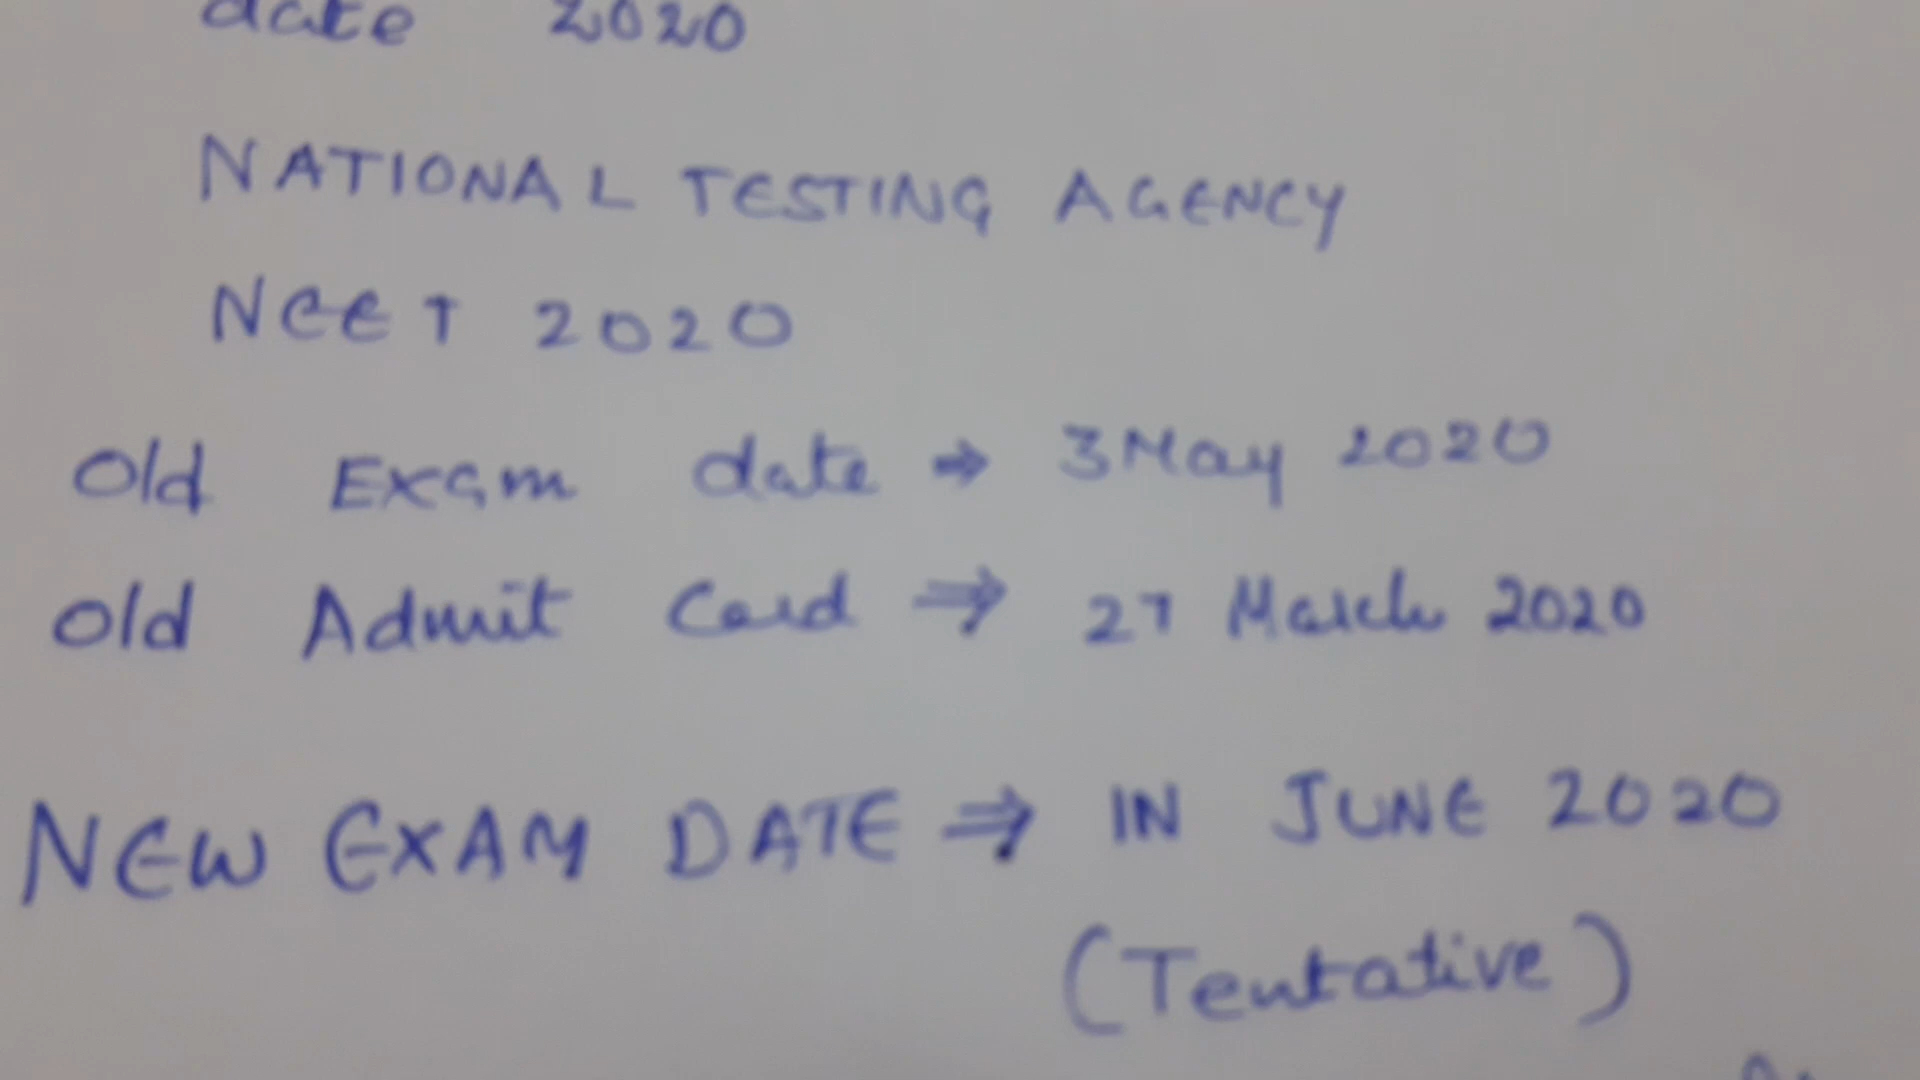 date 2020
NATIONAL TESTING AGENCY
NEET 2020
Old Exam date → 3 May 2020
Old Admit Card ⇒ 27 March 2020
NEW EXAM DATE ⇒ IN JUNE 2020
(Tentative)